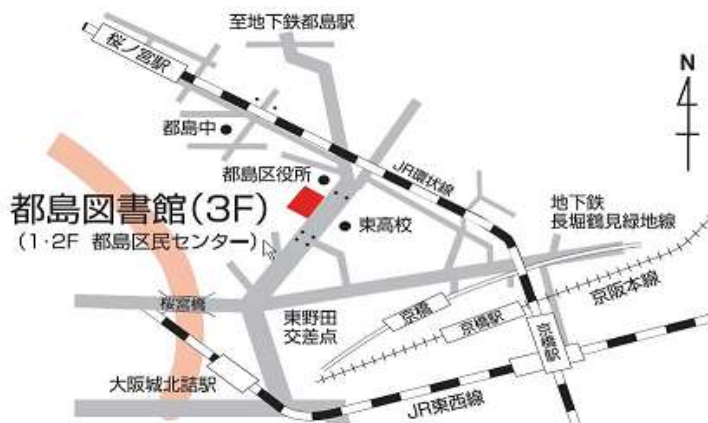 至地下鉄都島駅
桜ノ宮駅
N
都島中
都島区役所
JR環状線
都島図書館(3F)
(1・2F 都島区民センター)
東高校
地下鉄
長堀鶴見緑地線
京阪本線
桜宮橋
東野田
交差点
京橋
京橋駅
京橋駅
大阪城北詰駅
JR東西線